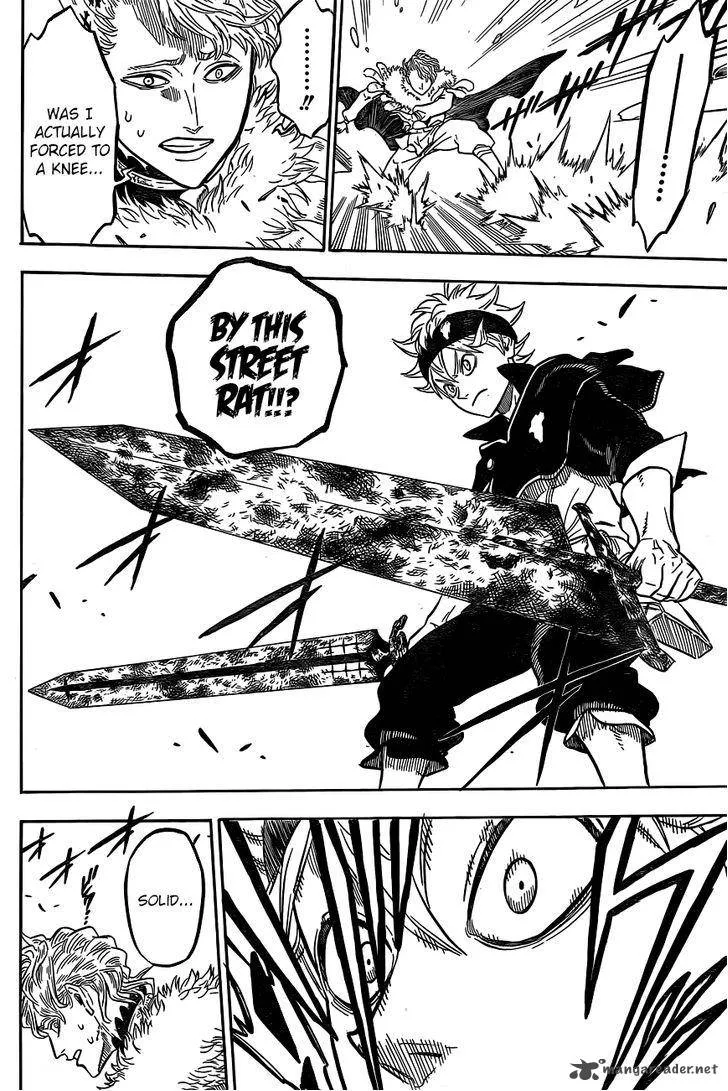 ...... !!
WAS I
ACTUALLY
FORCED TO
A KNEE...
BY THIS
STREET
RAT!!!?
SOLID...
mangareader.net